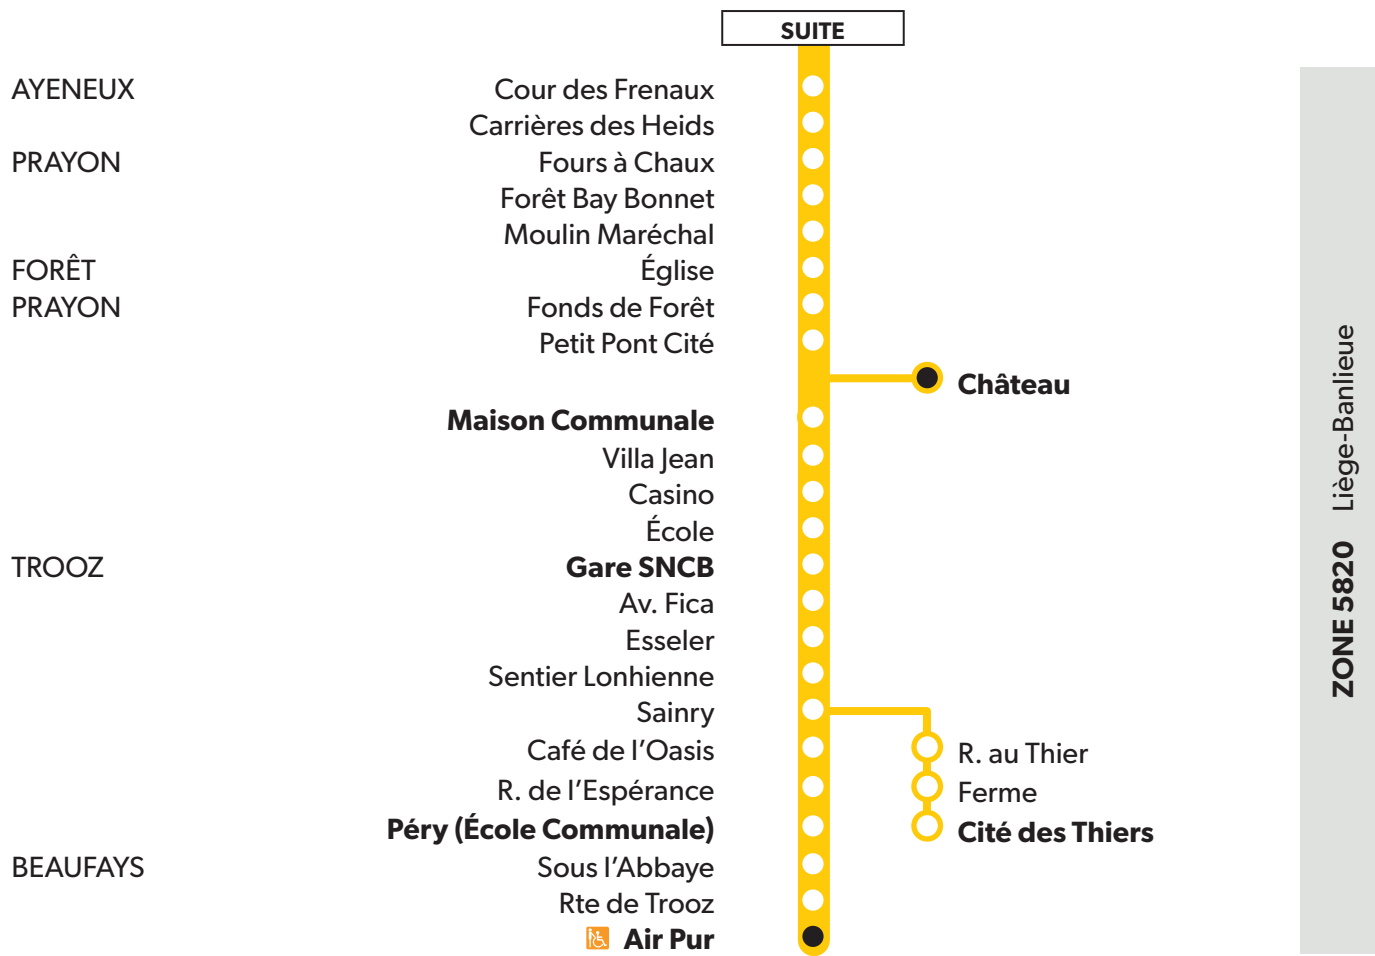 SUITE
AYENEUX Cour des Frenaux
Carrières des Heids
PRAYON Fours à Chaux
Forêt Bay Bonnet
Moulin Maréchal
FORÊT Église
PRAYON Fonds de Forêt
Petit Pont Cité
Château
Maison Communale
Villa Jean
Casino
École
TROOZ Gare SNCB
Av. Fica
Esseler
Sentier Lonhienne
Sainry
Café de l'Oasis R. au Thier
R. de l'Espérance Ferme
Péry (École Communale) Cité des Thiers
BEAUFAYS Sous l'Abbaye
Rte de Trooz
Air Pur
ZONE 5820 Liège-Banlieue